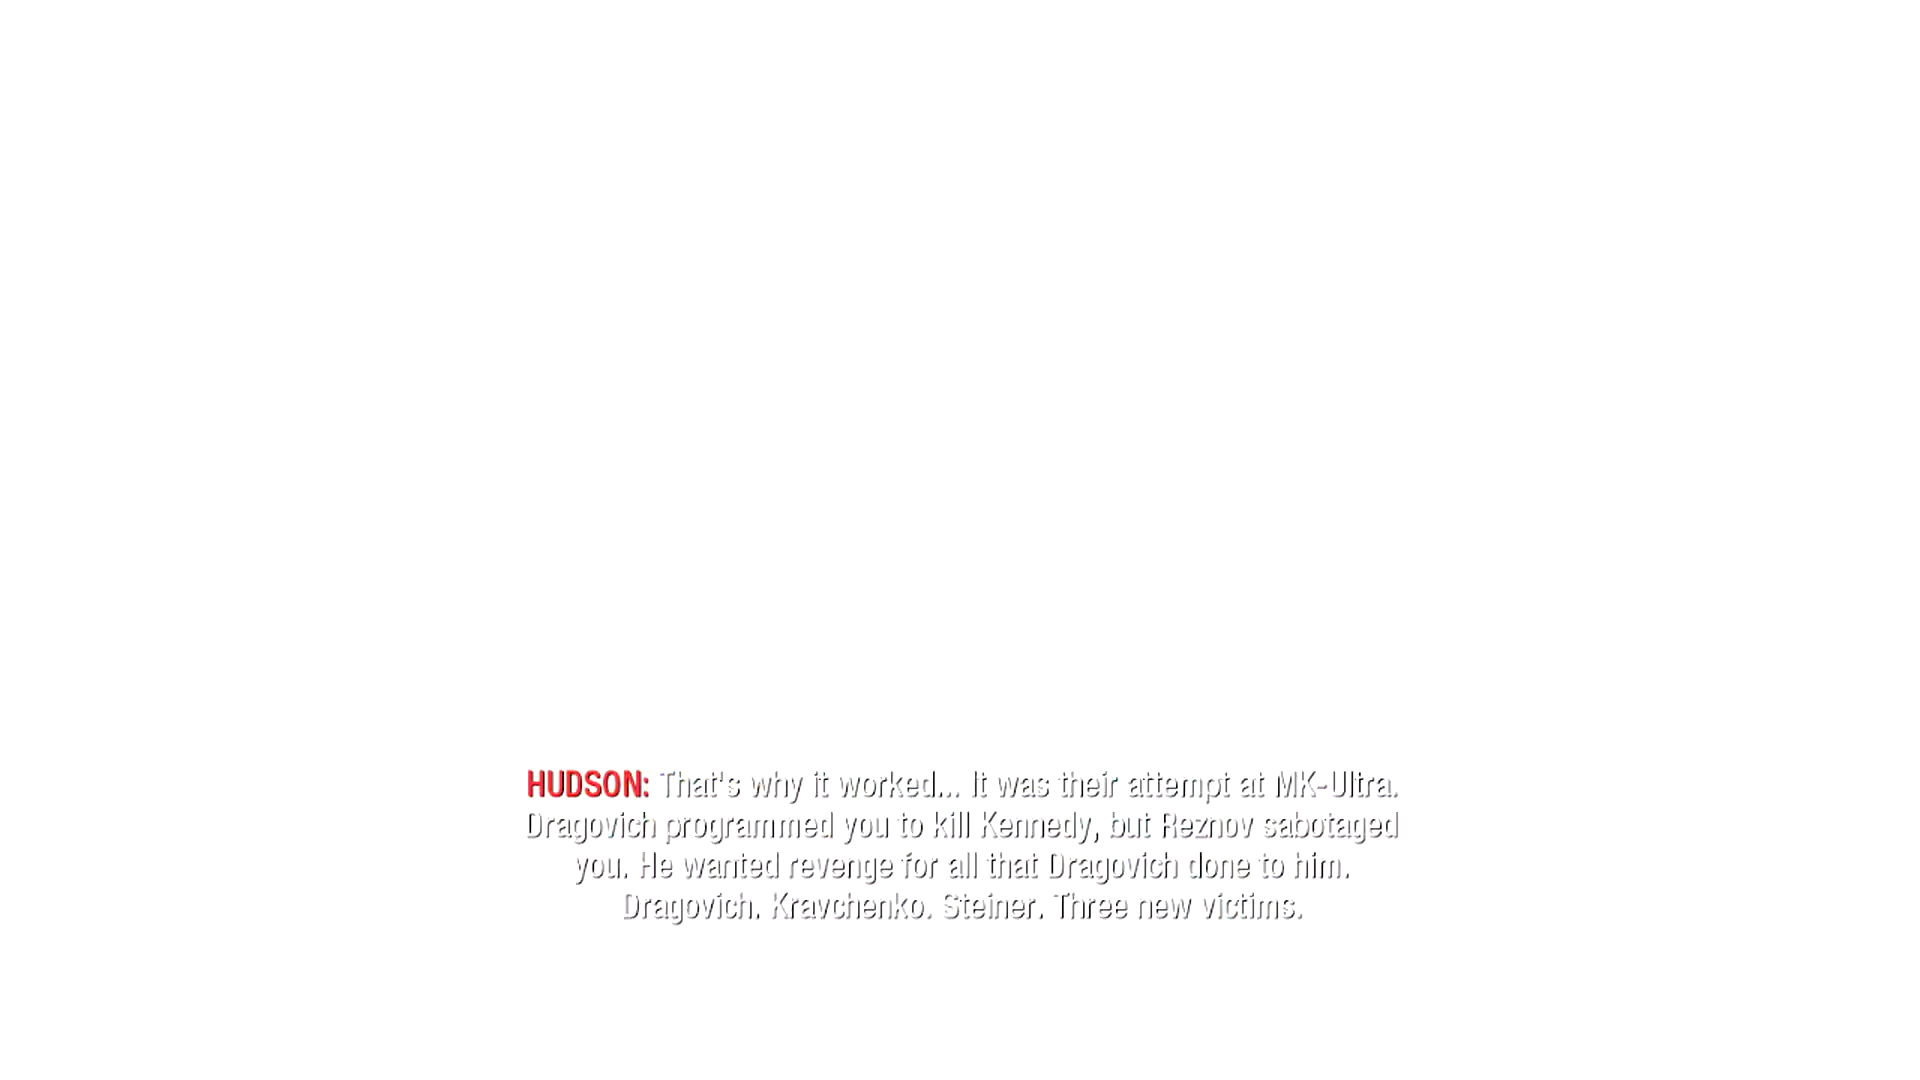 HUDSON: That's why it worked... It was their attempt at MK-Ultra.
Dragovich programmed you to kill Kennedy, but Reznov sabotaged
you. He wanted revenge for all that Dragovich done to him.
Dragovich. Kravchenko. Steiner. Three new victims.